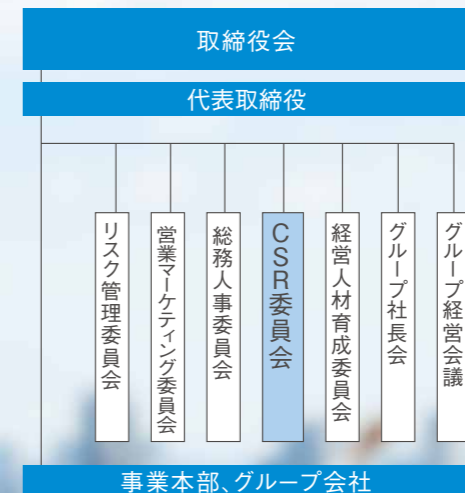 取締役会
代表取締役
リスク管理委員会
営業マーケティング委員会
総務人事委員会
CSR委員会
経営人材育成委員会
グループ社長会
グループ経営会議
事業本部、グループ会社